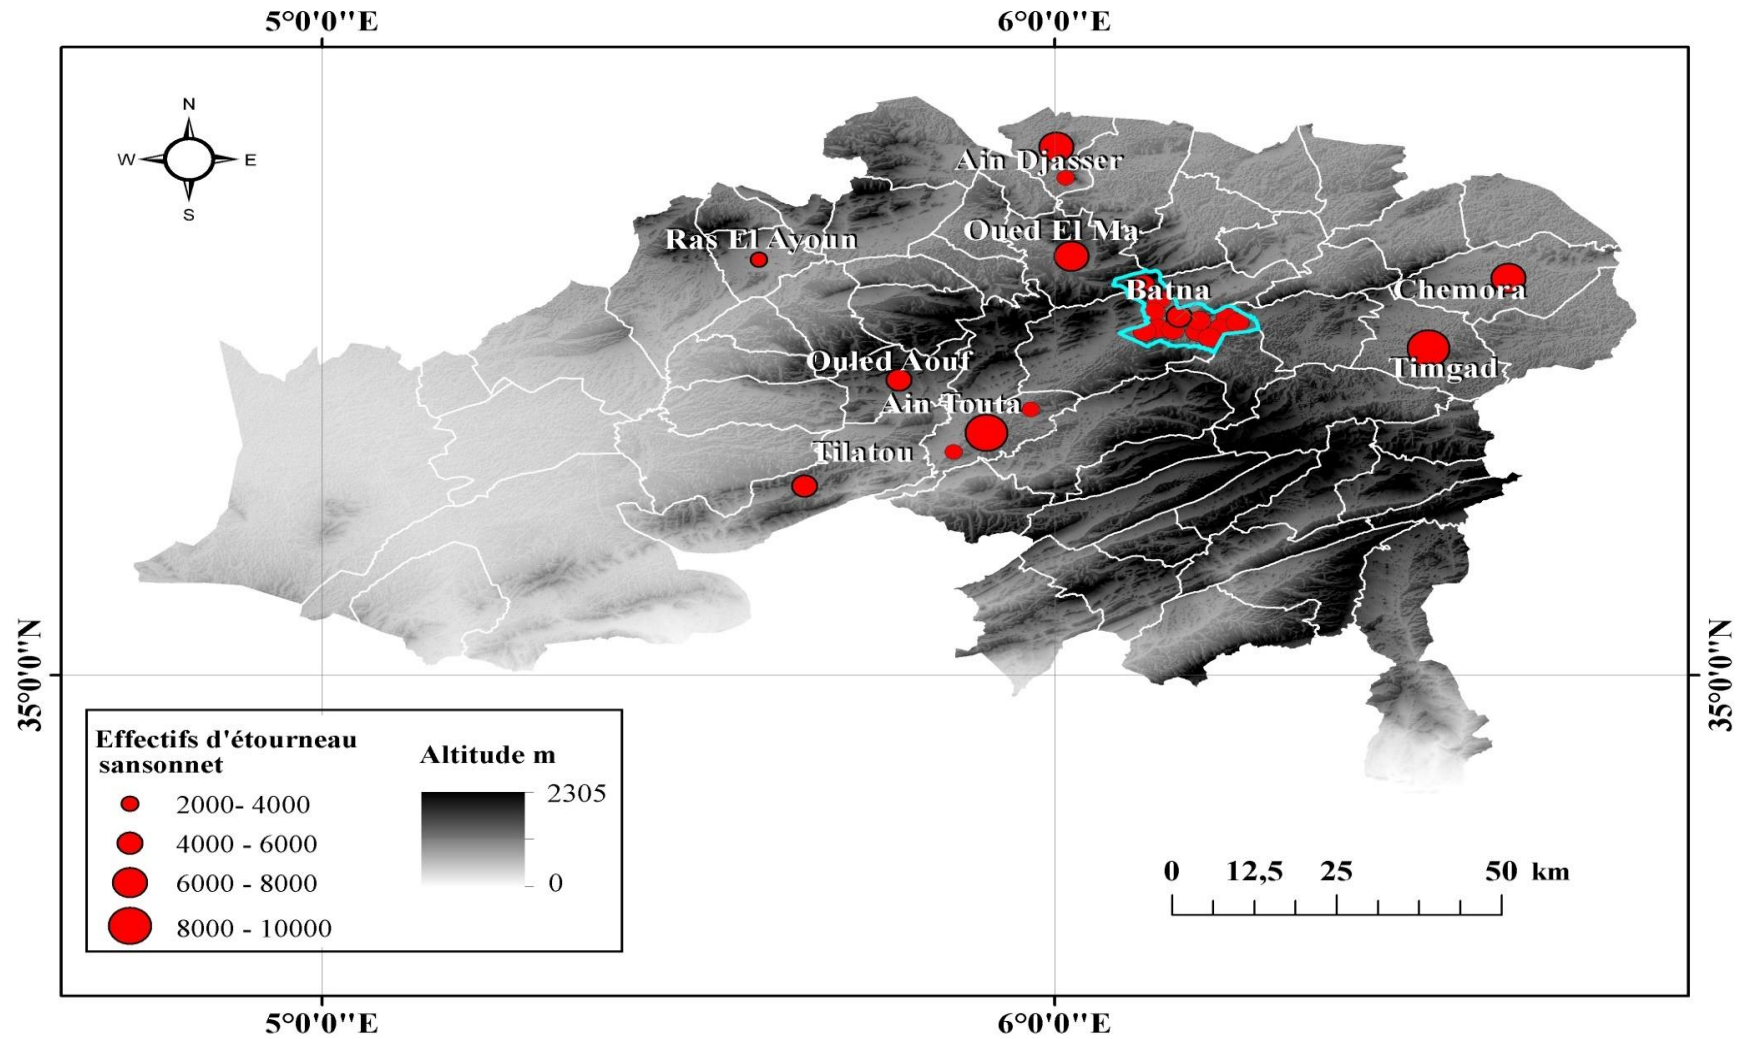 5°0'0"E
6°0'0"E
N
W
E
S
Ain Djasser
Oued El Ma
Ras El Ayoun
Batna
Chemora
Ouled Aouf
Timgad
Ain Touta
Tilatou
35°0'0"N
35°0'0"N
Effectifs d'étourneau
sansonnet
2000- 4000
4000 - 6000
6000 - 8000
8000 - 10000
Altitude m
2305
0
0 12,5 25 50 km
5°0'0"E
6°0'0"E